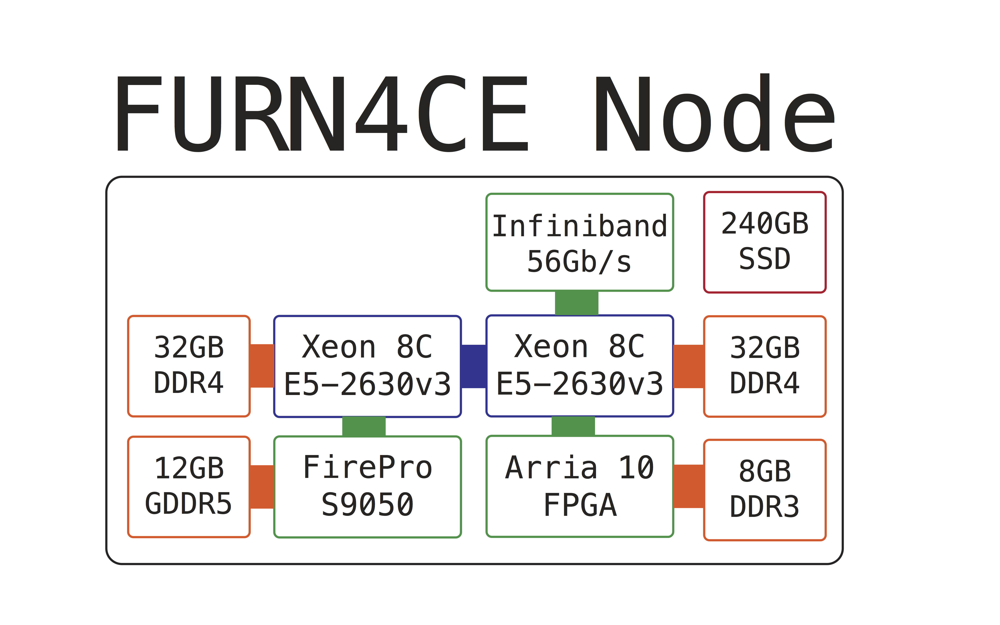 FURN4CE Node
Infiniband
56Gb/s
240GB
SSD
32GB
DDR4
Xeon 8C
E5–2630v3
Xeon 8C
E5–2630v3
32GB
DDR4
12GB
GDDR5
FirePro
S9050
Arria 10
FPGA
8GB
DDR3